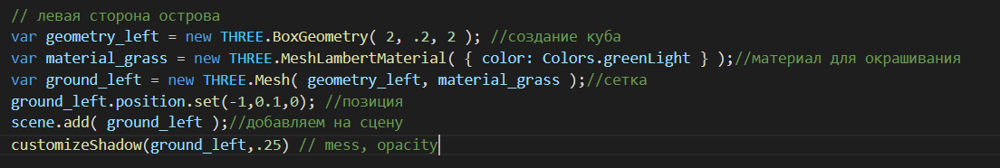 // левая сторона острова
var geometry_left = new THREE.BoxGeometry( 2, .2, 2 ); //создание куба
var material_grass = new THREE.MeshLambertMaterial( { color: Colors.greenLight } );//материал для окрашивания
var ground_left = new THREE.Mesh( geometry_left, material_grass );//сетка
ground_left.position.set(-1,0.1,0); //позиция
scene.add( ground_left );//добавляем на сцену
customizeShadow(ground_left,.25) // mess, opacity